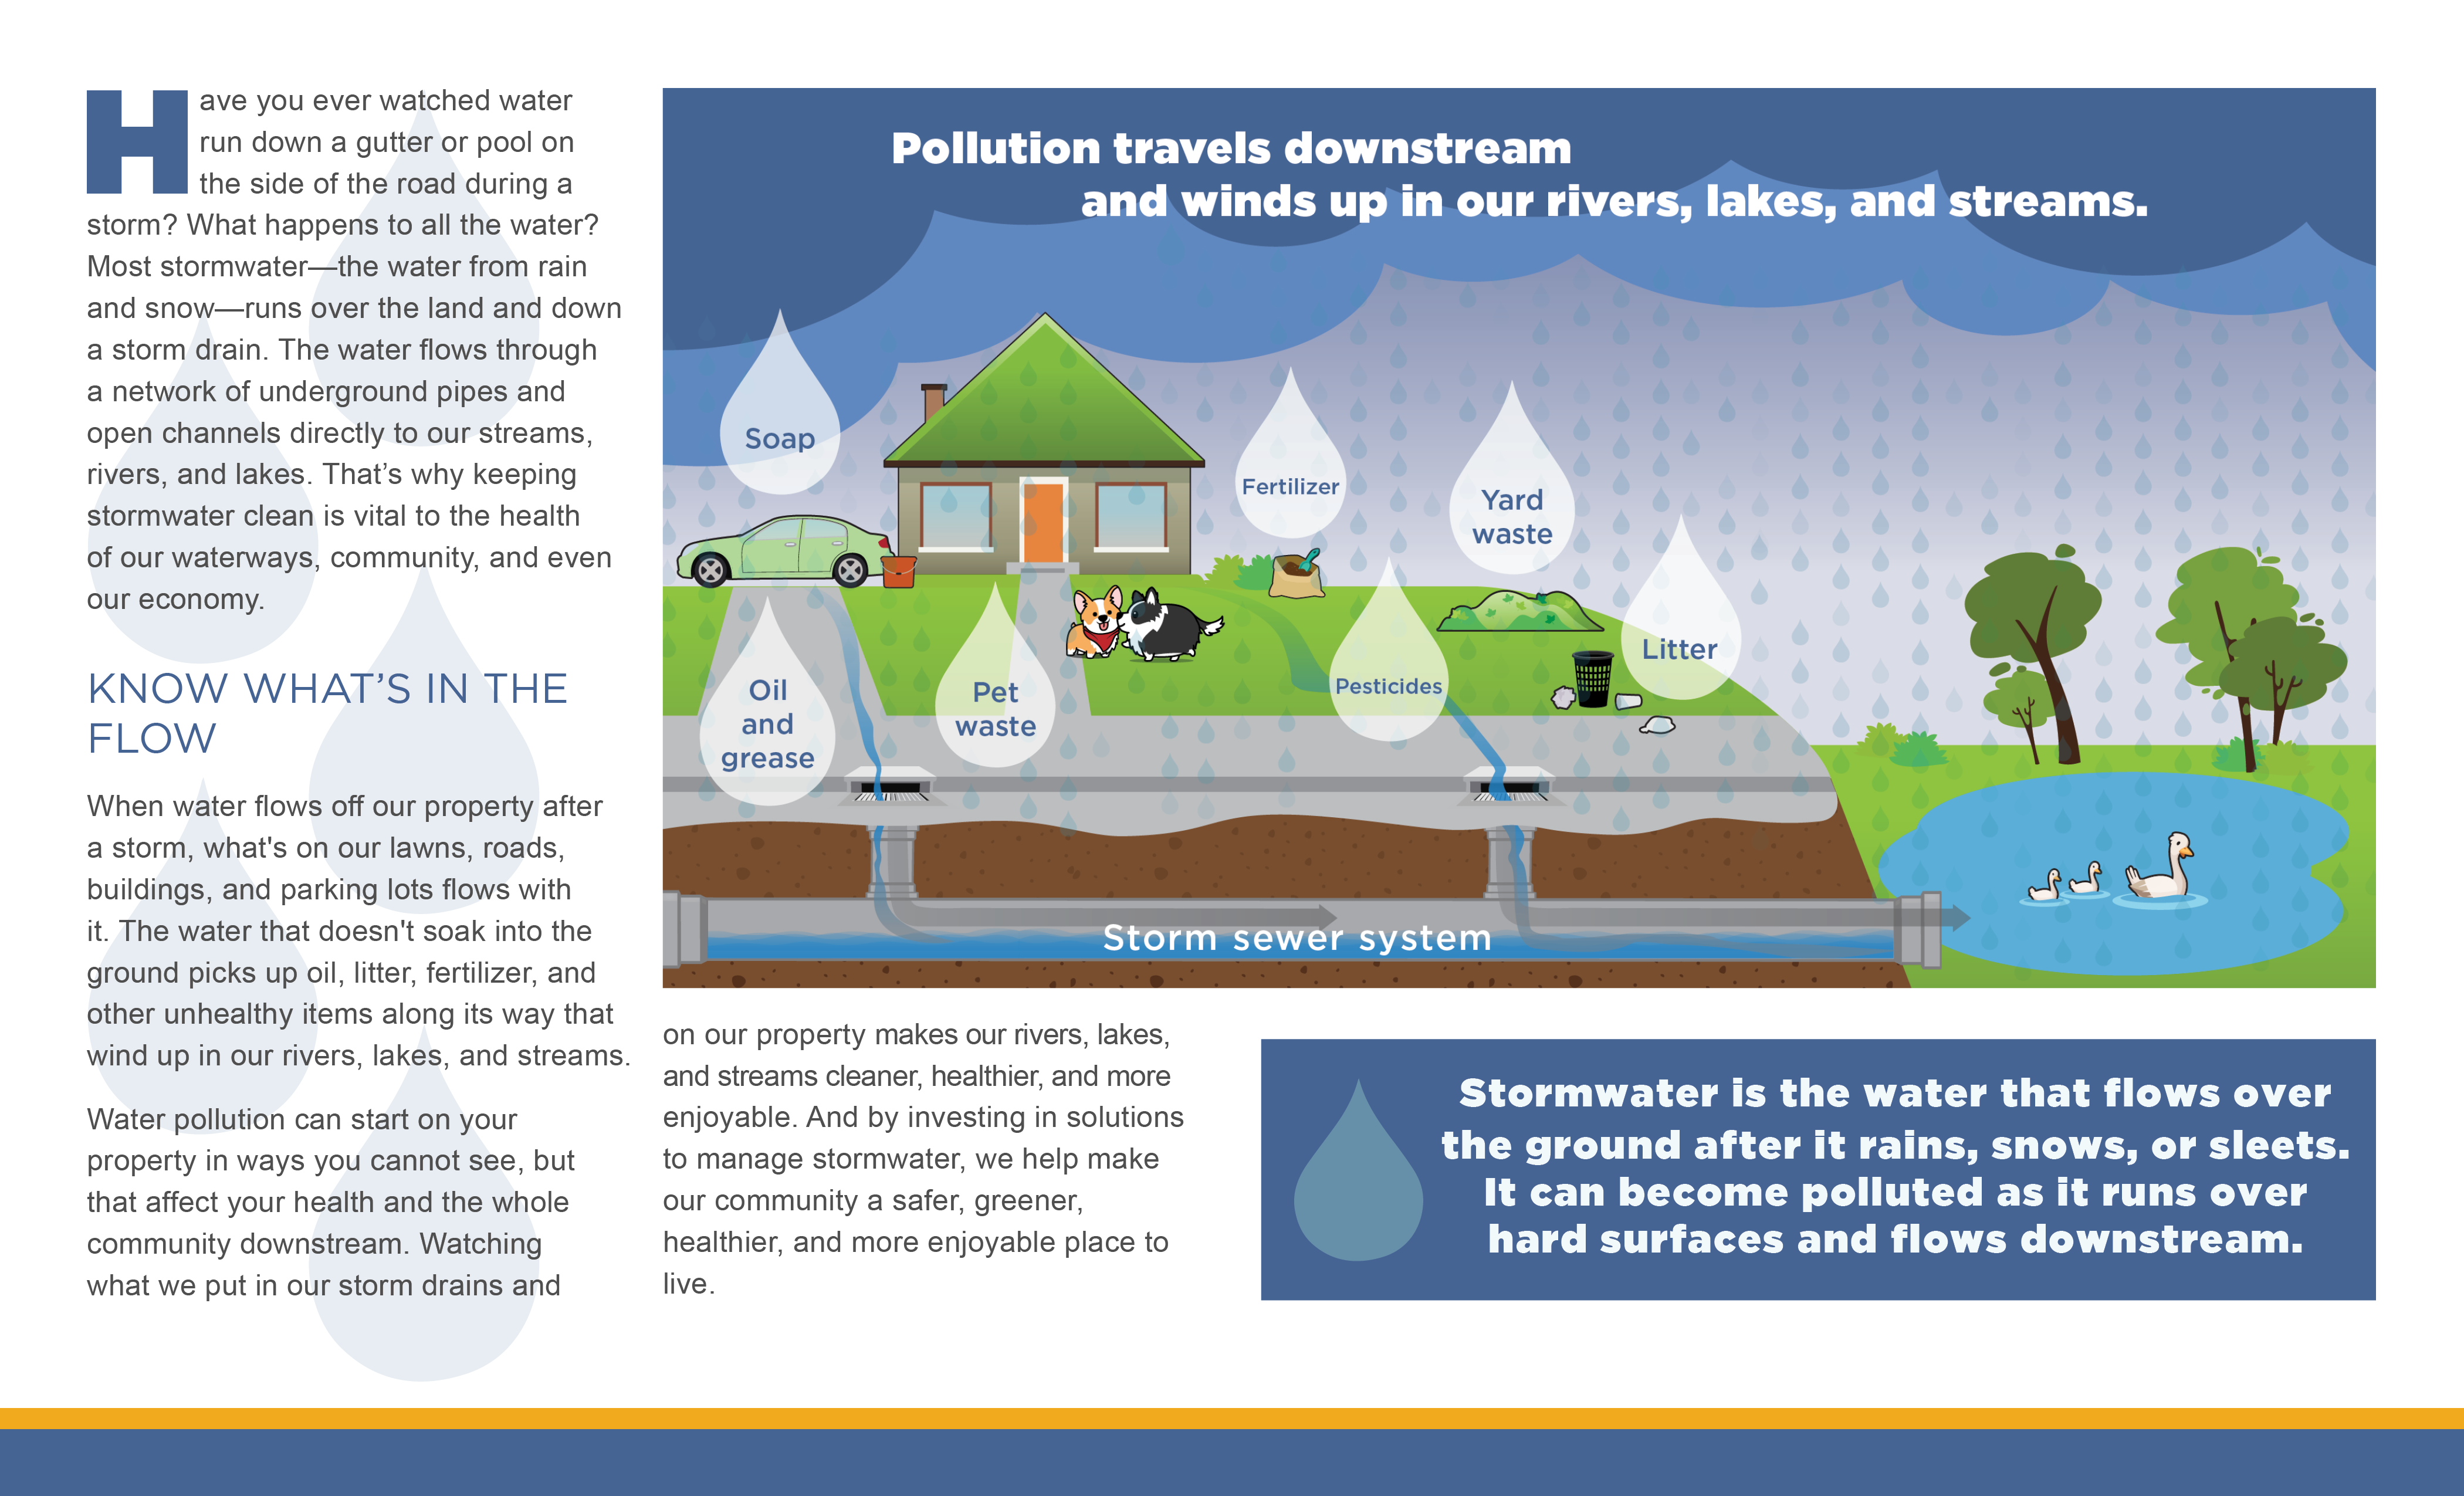 Have you ever watched water
run down a gutter or pool on
the side of the road during a
storm? What happens to all the water?
Most stormwater—the water from rain
and snow—runs over the land and down
a storm drain. The water flows through
a network of underground pipes and
open channels directly to our streams,
rivers, and lakes. That’s why keeping
stormwater clean is vital to the health
of our waterways, community, and even
our economy.
KNOW WHAT’S IN THE
FLOW
When water flows off our property after
a storm, what's on our lawns, roads,
buildings, and parking lots flows with
it. The water that doesn't soak into the
ground picks up oil, litter, fertilizer, and
other unhealthy items along its way that
wind up in our rivers, lakes, and streams.
Water pollution can start on your
property in ways you cannot see, but
that affect your health and the whole
community downstream. Watching
what we put in our storm drains and
on our property makes our rivers, lakes,
and streams cleaner, healthier, and more
enjoyable. And by investing in solutions
to manage stormwater, we help make
our community a safer, greener,
healthier, and more enjoyable place to
live.
Pollution travels downstream
and winds up in our rivers, lakes, and streams.
Soap
Fertilizer
Yard
waste
Litter
Oil
and
grease
Pet
waste
Pesticides
Storm sewer system
Stormwater is the water that flows over
the ground after it rains, snows, or sleets.
It can become polluted as it runs over
hard surfaces and flows downstream.